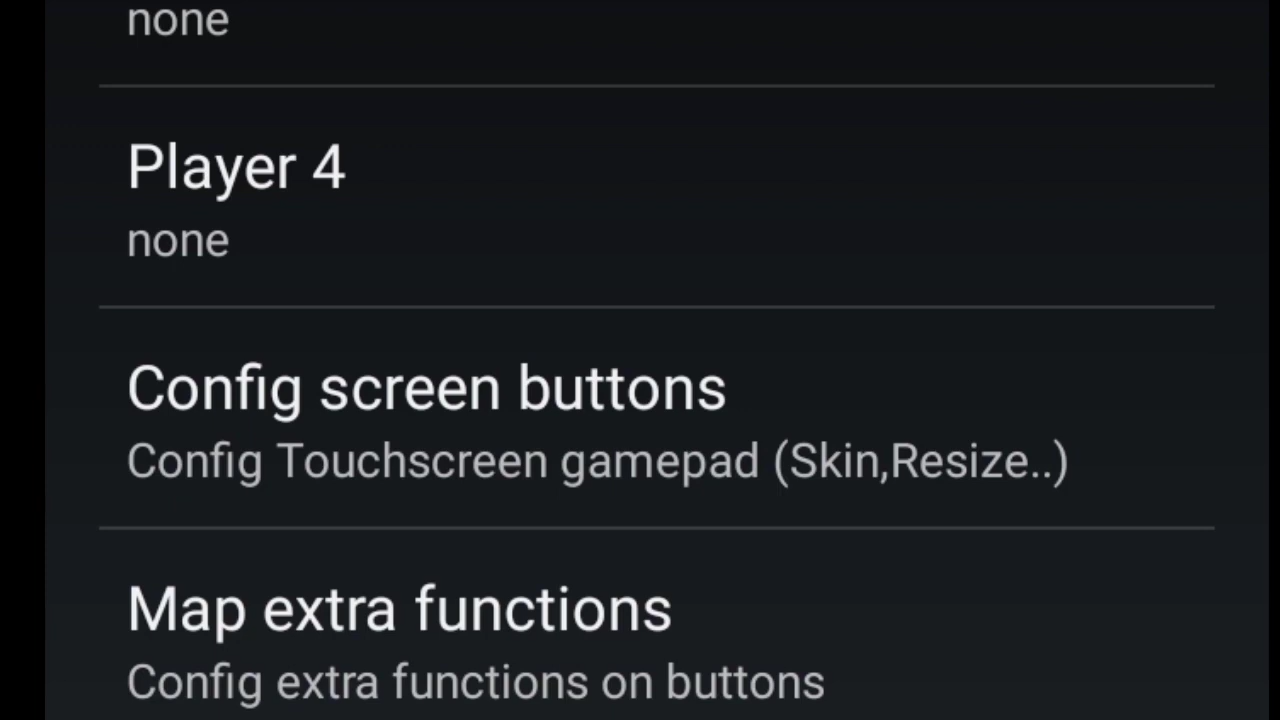 none
Player 4
none
Config screen buttons
Config Touchscreen gamepad (Skin,Resize..)
Map extra functions
Config extra functions on buttons